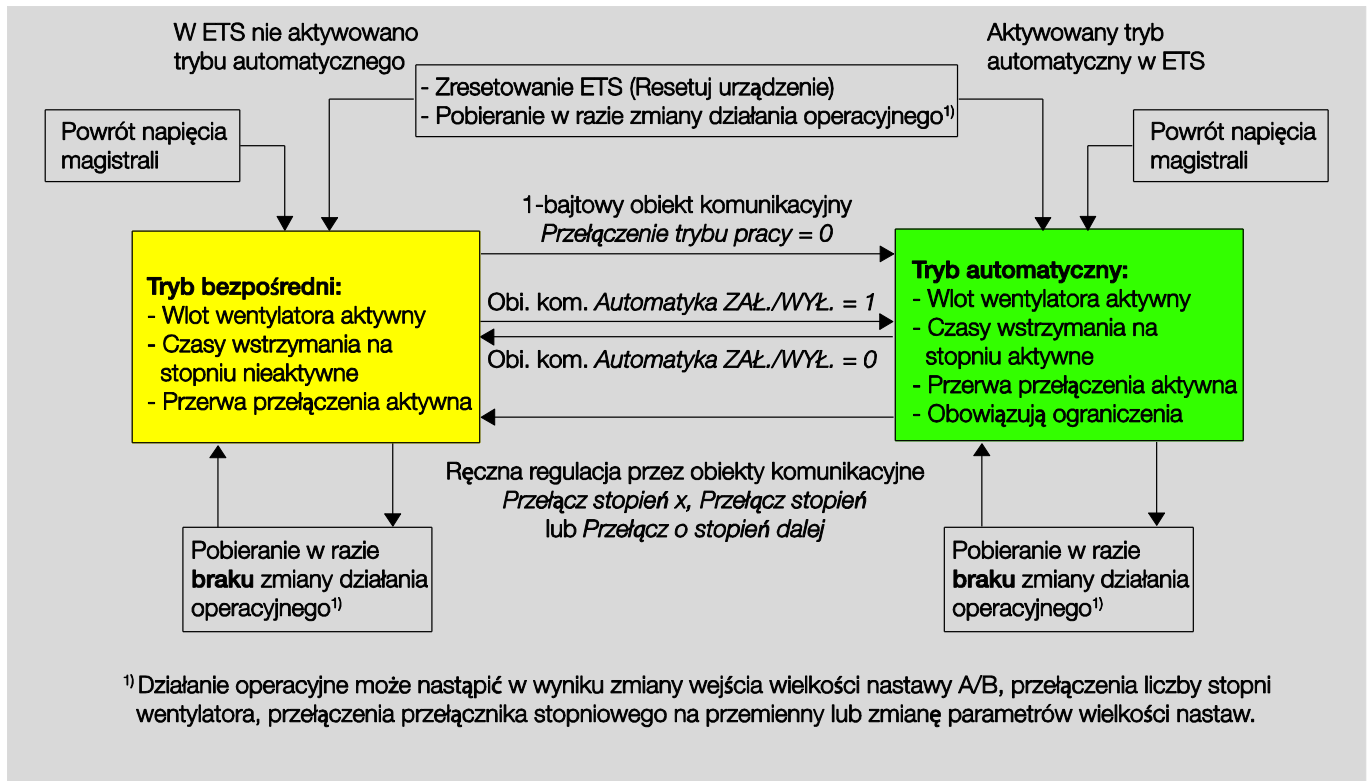 W ETS nie aktywowano
trybu automatycznego
Aktywowany tryb
automatyczny w ETS
- Zresetowanie ETS (Resetuj urządzenie)
- Pobieranie w razie zmiany działania operacyjnego¹⁾
Powrót napięcia
magistrali
Powrót napięcia
magistrali
1-bajtowy obiekt komunikacyjny
Przełączenie trybu pracy = 0
Tryb bezpośredni:
- Wlot wentylatora aktywny
- Czasy wstrzymania na
stopniu nieaktywne
- Przerwa przełączenia aktywna
Obi. kom. Automatyka ZAŁ./WYŁ. = 1
Obi. kom. Automatyka ZAŁ./WYŁ. = 0
Tryb automatyczny:
- Wlot wentylatora aktywny
- Czasy wstrzymania na
stopniu aktywne
- Przerwa przełączenia aktywna
- Obowiązują ograniczenia
Ręczna regulacja przez obiekty komunikacyjne
Przełącz stopień x, Przełącz stopień
lub Przełącz o stopień dalej
Pobieranie w razie
braku zmiany działania
operacyjnego¹⁾
Pobieranie w razie
braku zmiany działania
operacyjnego¹⁾
¹⁾ Działanie operacyjne może nastąpić w wyniku zmiany wejścia wielkości nastawy A/B, przełączenia liczby stopni
wentylatora, przełączenia przełącznika stopniowego na przemienny lub zmianę parametrów wielkości nastaw.